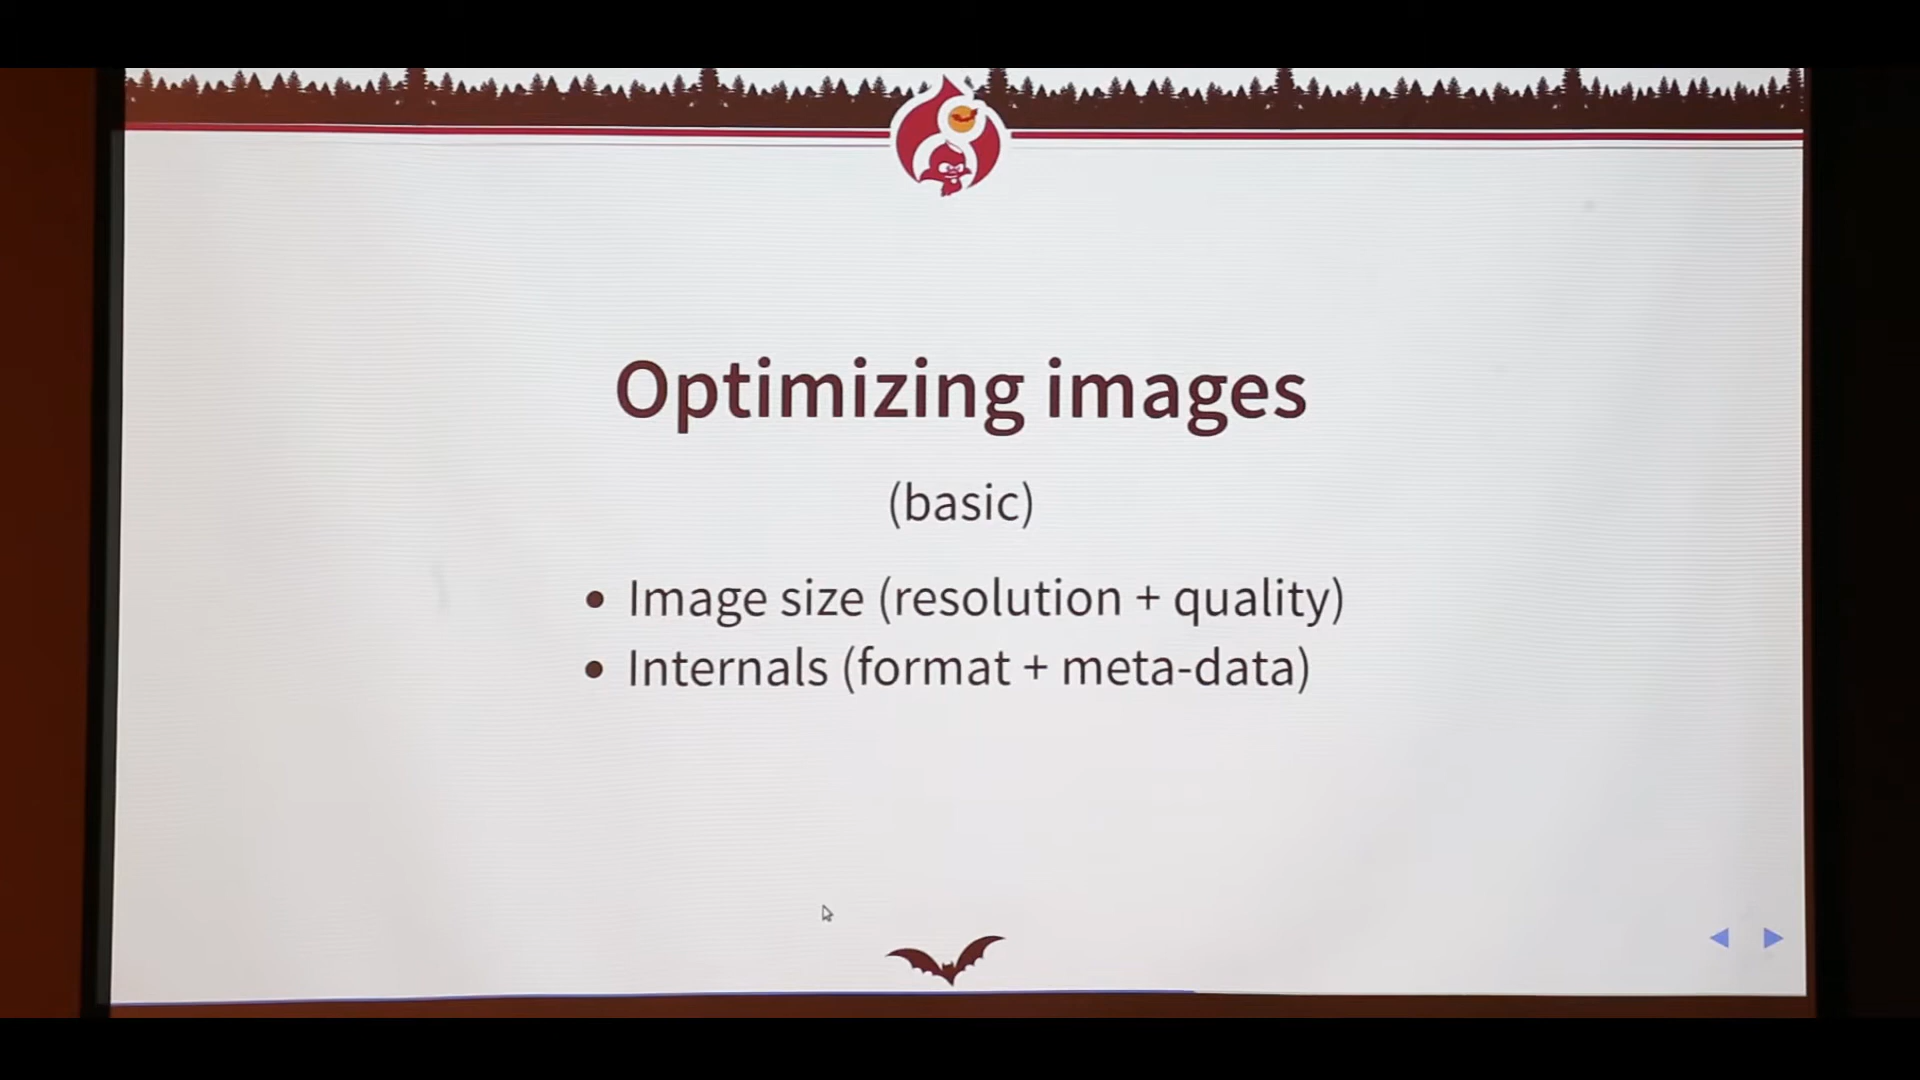 Optimizing images
(basic)
• Image size (resolution + quality)
• Internals (format + meta-data)